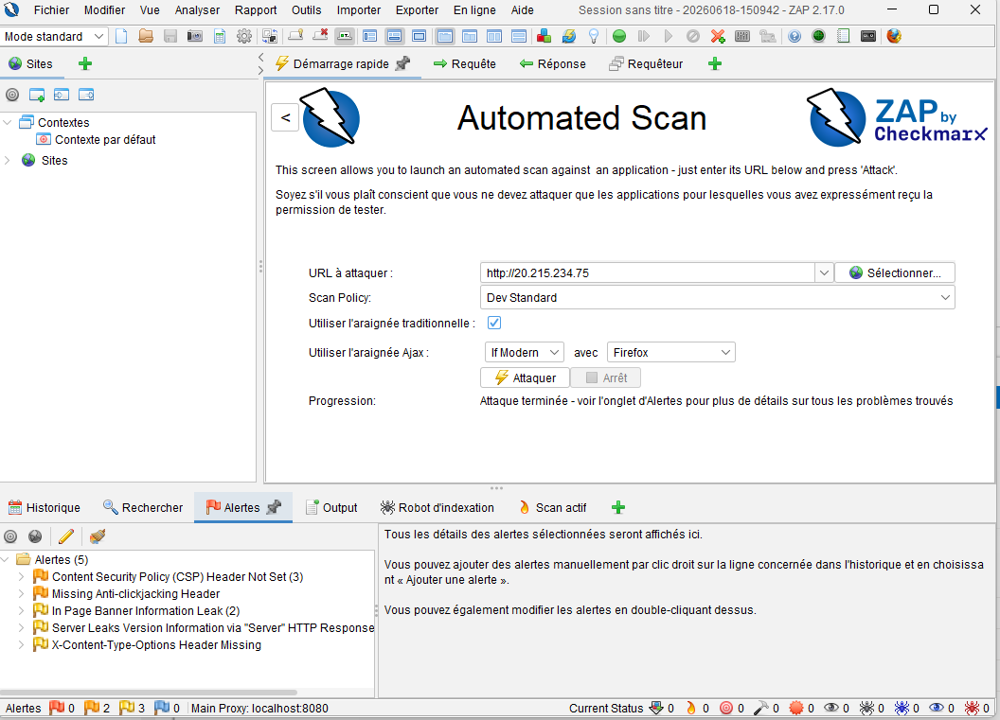 Fichier Modifier Vue Analyser Rapport Outils Importer Exporter En ligne Aide Session sans titre - 20260618-150942 - ZAP 2.17.0
Mode standard
Sites
Démarrage rapide Requête Réponse Requêteur
<
Automated Scan
ZAP by
Checkmarx
Contextes
Contexte par défaut
Sites
This screen allows you to launch an automated scan against an application - just enter its URL below and press 'Attack'.
Soyez s'il vous plaît conscient que vous ne devez attaquer que les applications pour lesquelles vous avez expressément reçu la
permission de tester.
URL à attaquer : http://20.215.234.75 Sélectionner...
Scan Policy: Dev Standard
Utiliser l'araignée traditionnelle :
Utiliser l'araignée Ajax : If Modern avec Firefox
Attaquer Arrêt
Progression: Attaque terminée - voir l'onglet d'Alertes pour plus de détails sur tous les problèmes trouvés
Historique Rechercher Alertes Output Robot d'indexation Scan actif
Alertes (5)
Content Security Policy (CSP) Header Not Set (3)
Missing Anti-clickjacking Header
In Page Banner Information Leak (2)
Server Leaks Version Information via "Server" HTTP Response
X-Content-Type-Options Header Missing
Tous les détails des alertes sélectionnées seront affichés ici.
Vous pouvez ajouter des alertes manuellement par clic droit sur la ligne concernée dans l'historique et en choisissa
nt « Ajouter une alerte ».
Vous pouvez également modifier les alertes en double-cliquant dessus.
Alertes 0 2 3 0 Main Proxy: localhost:8080 Current Status 0 0 0 0 0 0 0 0 0 0